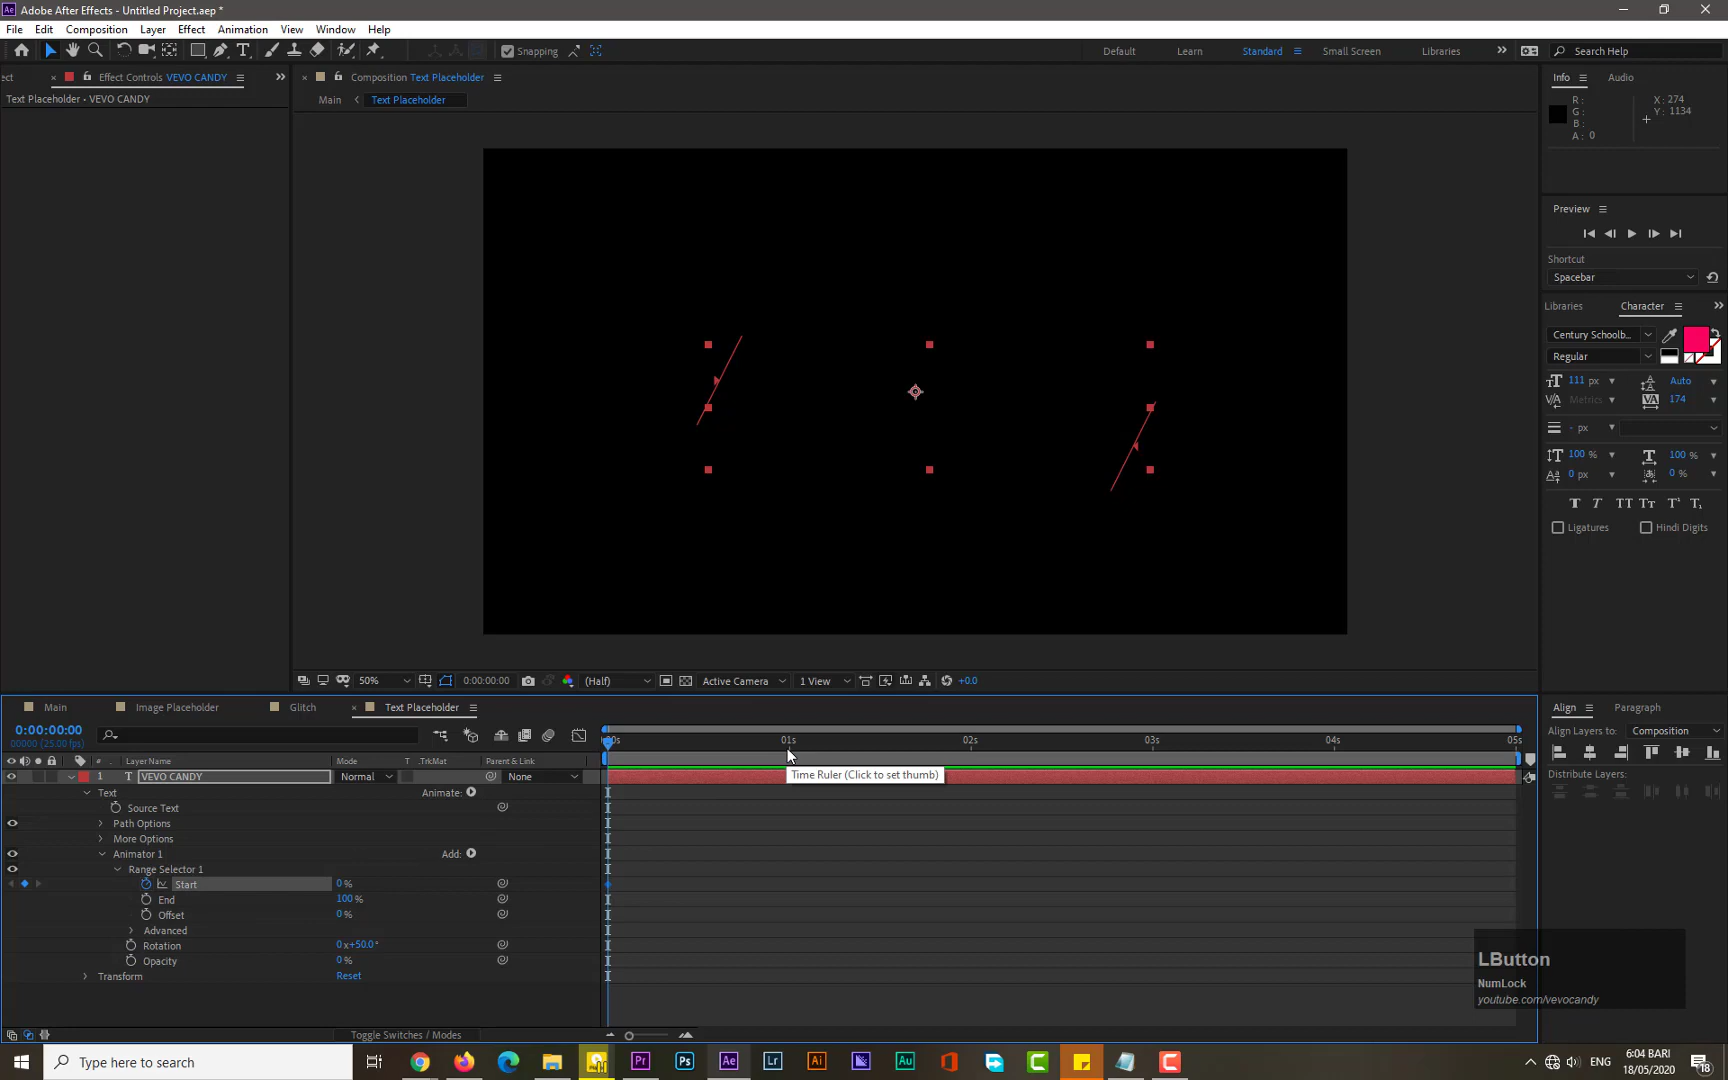 Adobe After Effects - Untitled Project.aep *
File Edit Composition Layer Effect Animation View Window Help
Snapping
Default Learn Standard Small Screen Libraries
Search Help
ect
Effect Controls VEVO CANDY
Text Placeholder • VEVO CANDY
Composition Text Placeholder
Main Text Placeholder
Info Audio
R :
G :
B :
A : 0
X : 274
Y : 1134
Preview
Shortcut
Spacebar
Libraries Character
Century Schoolb...
Regular
111 px
Auto
Metrics
174
- px
100 %
100 %
0 px
0 %
Ligatures
Hindi Digits
50%
0:00:00:00
(Half)
Active Camera
1 View
+0.0
Main
Image Placeholder
Glitch
Text Placeholder
0:00:00:00
00000 (25.00 fps)
# Layer Name Mode T .TrkMat Parent & Link
01s 02s 03s 04s 05s
1 T VEVO CANDY Normal None
Time Ruler (Click to set thumb)
Text Animate:
Source Text
Path Options
More Options
Animator 1 Add:
Range Selector 1
Start 0 %
End 100 %
Offset 0 %
Advanced
Rotation 0 x+50.0°
Opacity 0 %
Transform Reset
Toggle Switches / Modes
Align Paragraph
Align Layers to: Composition
Distribute Layers:
LButton
NumLock
youtube.com/vevocandy
Type here to search
ENG
6:04 BARI
18/05/2020
18